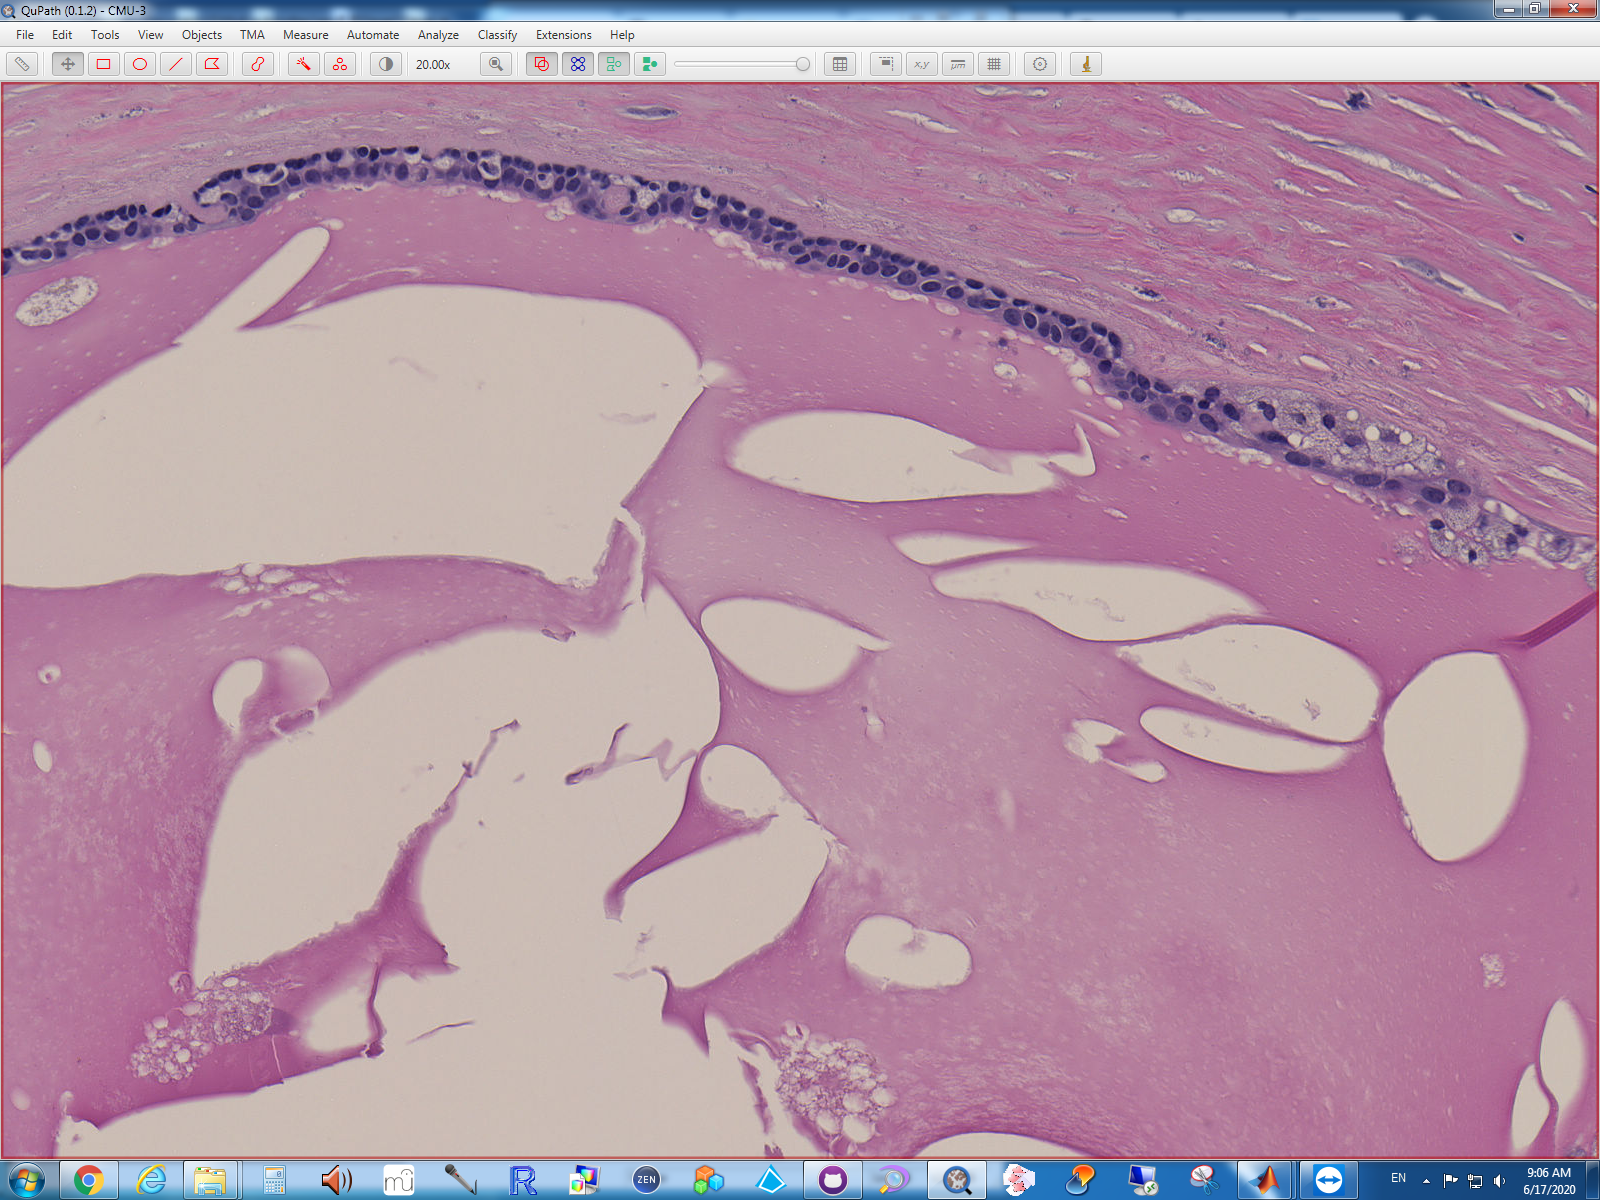 QuPath (0.1.2) - CMU-3
File Edit Tools View Objects TMA Measure Automate Analyze Classify Extensions Help
20.00x
x,y
μm
R
ZEN
EN
9:06 AM
6/17/2020